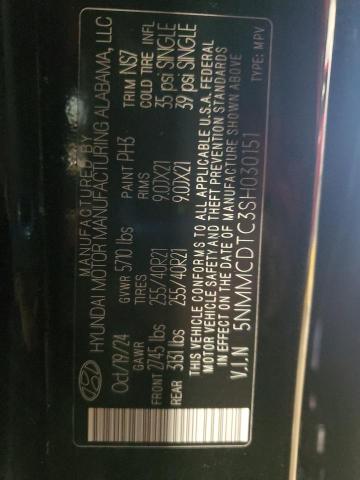 MANUFACTURED BY
HYUNDAI MOTOR MANUFACTURING ALABAMA, LLC
Oct/19/24 GVWR 5710 lbs PAINT PH3 TRIM NS7
GAWR TIRES RIMS COLD TIRE INFL
FRONT 2745 lbs 255/40R21 9.0JX21 35 psi SINGLE
REAR 3131 lbs 255/40R21 9.0JX21 39 psi SINGLE
THIS VEHICLE CONFORMS TO ALL APPLICABLE U.S.A. FEDERAL
MOTOR VEHICLE SAFETY AND THEFT PREVENTION STANDARDS
IN EFFECT ON THE DATE OF MANUFACTURE SHOWN ABOVE
V.I.N 5NMMCDTC3SH030151 TYPE: MPV